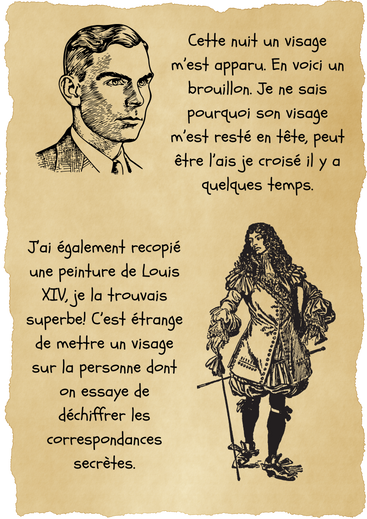 Cette nuit un visage
m'est apparu. En voici un
brouillon. Je ne sais
pourquoi son visage
m'est resté en tête, peut
être l'ais je croisé il y a
quelques temps.
J'ai également recopié
une peinture de Louis
XIV, je la trouvais
superbe! C'est étrange
de mettre un visage
sur la personne dont
on essaye de
déchiffrer les
correspondances
secrètes.